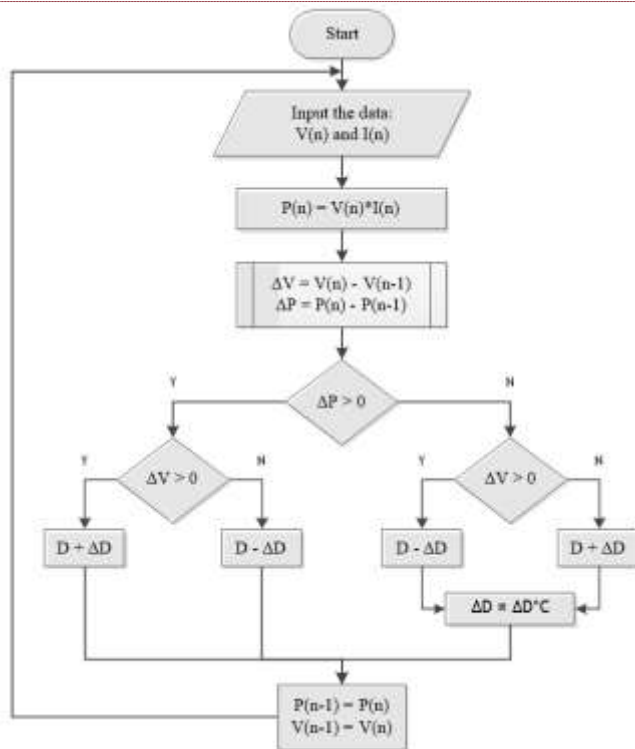 Start
Input the data:
V(n) and I(n)
P(n) = V(n)*I(n)
ΔV = V(n) - V(n-1)
ΔP = P(n) - P(n-1)
Y
N
ΔP > 0
Y
N
ΔV > 0
Y
N
ΔV > 0
D + ΔD
D - ΔD
D - ΔD
D + ΔD
ΔD = ΔD*C
P(n-1) = P(n)
V(n-1) = V(n)